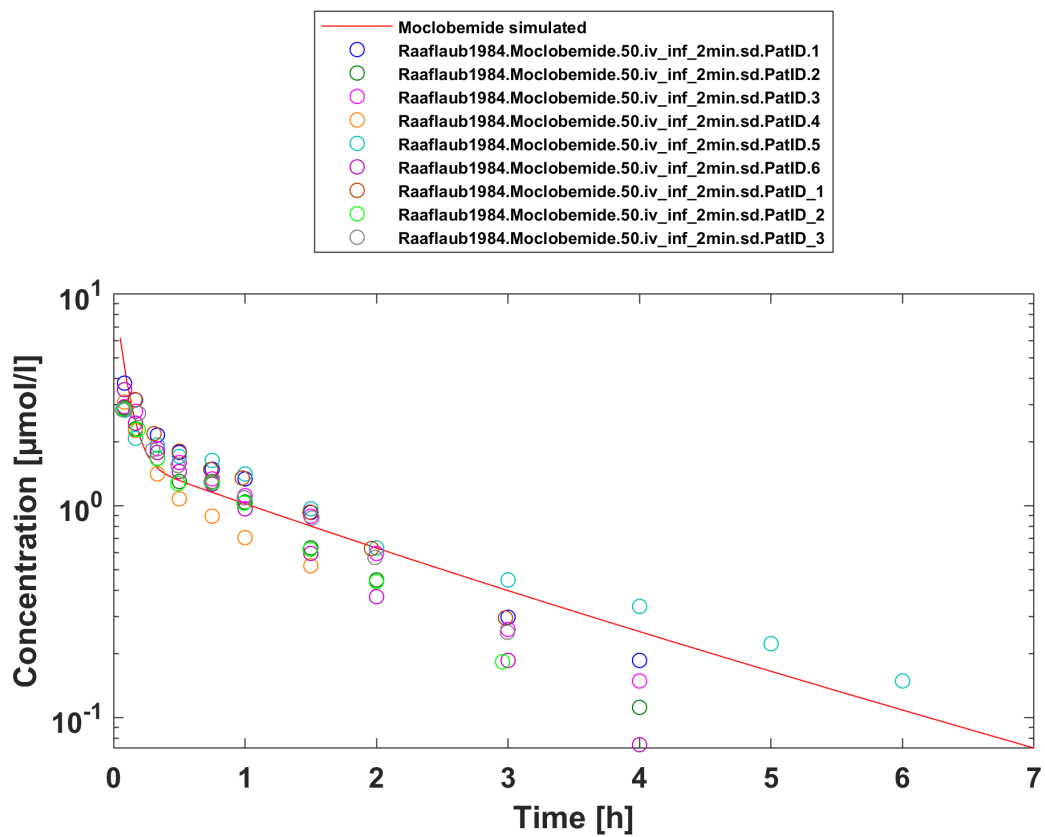 Moclobemide simulated
Raaflaub1984.Moclobemide.50.iv_inf_2min.sd.PatID.1
Raaflaub1984.Moclobemide.50.iv_inf_2min.sd.PatID.2
Raaflaub1984.Moclobemide.50.iv_inf_2min.sd.PatID.3
Raaflaub1984.Moclobemide.50.iv_inf_2min.sd.PatID.4
Raaflaub1984.Moclobemide.50.iv_inf_2min.sd.PatID.5
Raaflaub1984.Moclobemide.50.iv_inf_2min.sd.PatID.6
Raaflaub1984.Moclobemide.50.iv_inf_2min.sd.PatID_1
Raaflaub1984.Moclobemide.50.iv_inf_2min.sd.PatID_2
Raaflaub1984.Moclobemide.50.iv_inf_2min.sd.PatID_3
10^1
10^0
10^-1
Concentration [µmol/l]
0 1 2 3 4 5 6 7
Time [h]